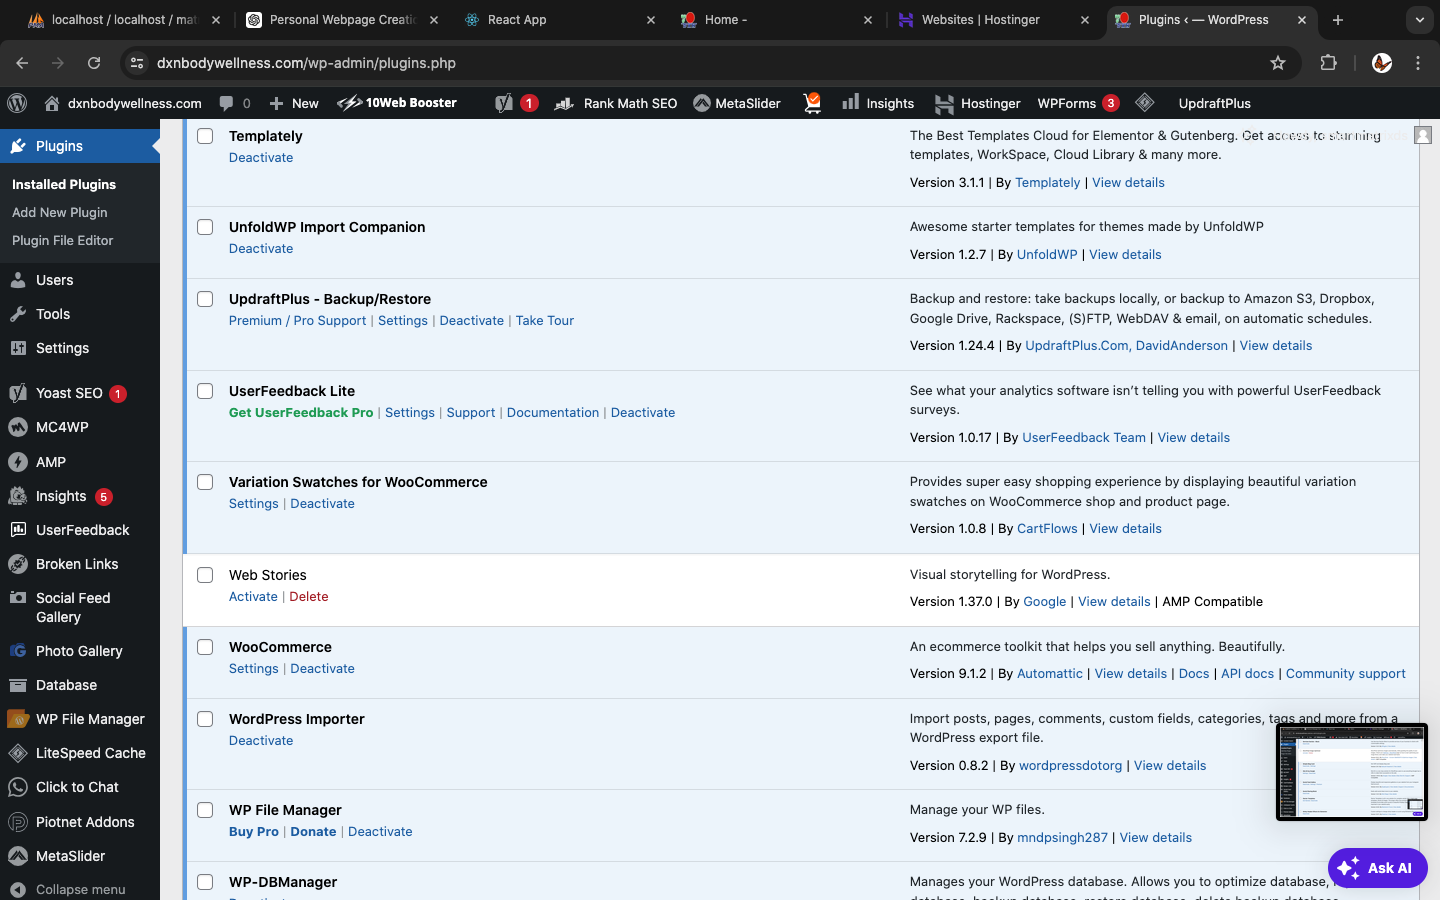 localhost / localhost / mat
Personal Webpage Creatio
React App
Home -
Websites | Hostinger
Plugins ‹ — WordPress
dxnbodywellness.com/wp-admin/plugins.php
dxnbodywellness.com
0
New
10Web Booster
1
Rank Math SEO
MetaSlider
Insights
Hostinger
WPForms 3
UpdraftPlus
Plugins
Installed Plugins
Add New Plugin
Plugin File Editor
Users
Tools
Settings
Yoast SEO 1
MC4WP
AMP
Insights 5
UserFeedback
Broken Links
Social Feed
Gallery
Photo Gallery
Database
WP File Manager
LiteSpeed Cache
Click to Chat
Piotnet Addons
MetaSlider
Collapse menu
Templately
Deactivate
The Best Templates Cloud for Elementor & Gutenberg. Get access to stunning
templates, WorkSpace, Cloud Library & many more.
Version 3.1.1 | By Templately | View details
UnfoldWP Import Companion
Deactivate
Awesome starter templates for themes made by UnfoldWP
Version 1.2.7 | By UnfoldWP | View details
UpdraftPlus - Backup/Restore
Premium / Pro Support | Settings | Deactivate | Take Tour
Backup and restore: take backups locally, or backup to Amazon S3, Dropbox,
Google Drive, Rackspace, (S)FTP, WebDAV & email, on automatic schedules.
Version 1.24.4 | By UpdraftPlus.Com, DavidAnderson | View details
UserFeedback Lite
Get UserFeedback Pro | Settings | Support | Documentation | Deactivate
See what your analytics software isn’t telling you with powerful UserFeedback
surveys.
Version 1.0.17 | By UserFeedback Team | View details
Variation Swatches for WooCommerce
Settings | Deactivate
Provides super easy shopping experience by displaying beautiful variation
swatches on WooCommerce shop and product page.
Version 1.0.8 | By CartFlows | View details
Web Stories
Activate | Delete
Visual storytelling for WordPress.
Version 1.37.0 | By Google | View details | AMP Compatible
WooCommerce
Settings | Deactivate
An ecommerce toolkit that helps you sell anything. Beautifully.
Version 9.1.2 | By Automattic | View details | Docs | API docs | Community support
WordPress Importer
Deactivate
Import posts, pages, comments, custom fields, categories, tags and more from a
WordPress export file.
Version 0.8.2 | By wordpressdotorg | View details
WP File Manager
Buy Pro | Donate | Deactivate
Manage your WP files.
Version 7.2.9 | By mndpsingh287 | View details
WP-DBManager
Manages your WordPress database. Allows you to optimize database,
Ask AI